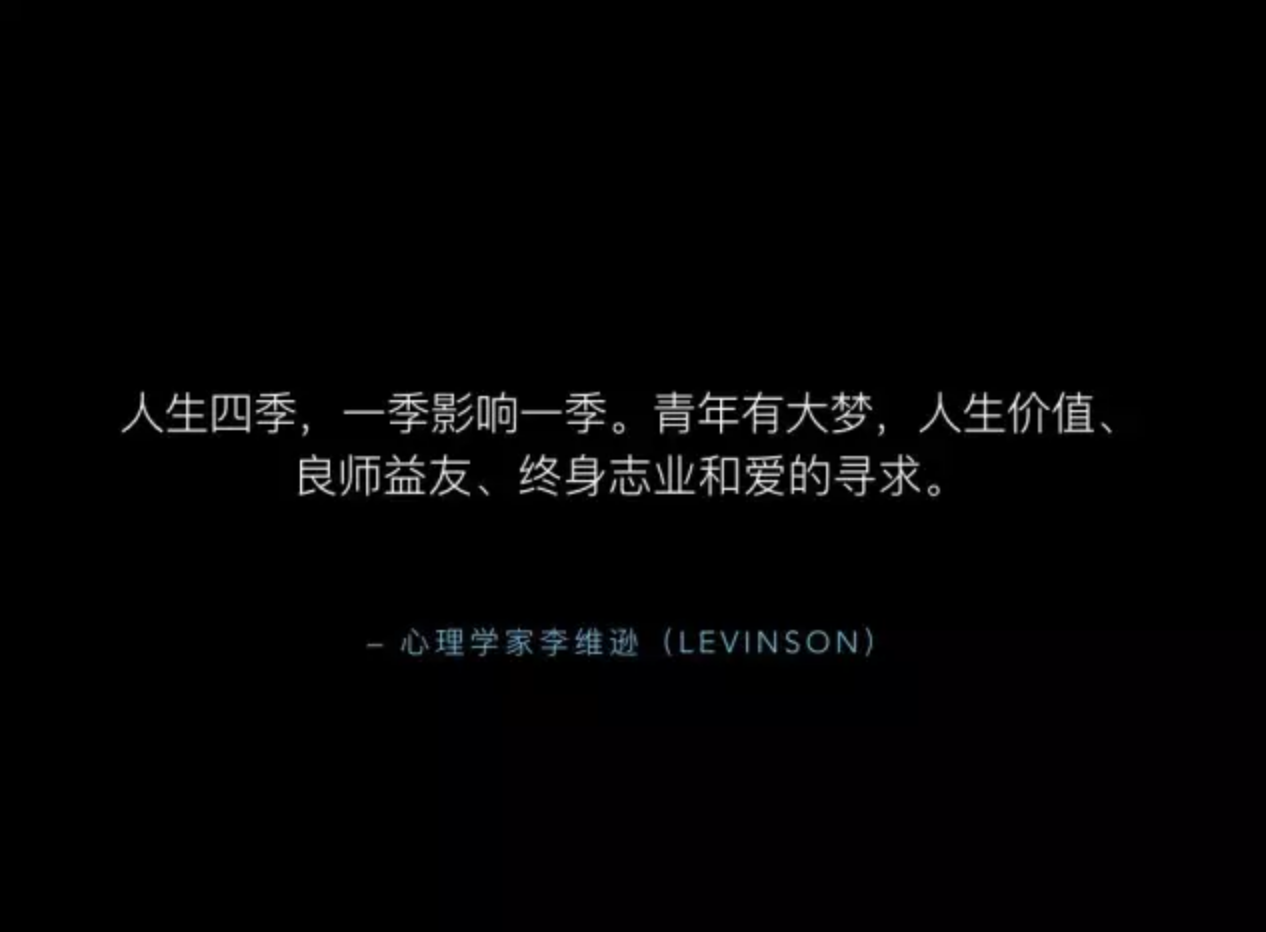 人生四季，一季影响一季。青年有大梦，人生价值、
良师益友、终身志业和爱的寻求。
– 心理学家李维逊（LEVINSON）